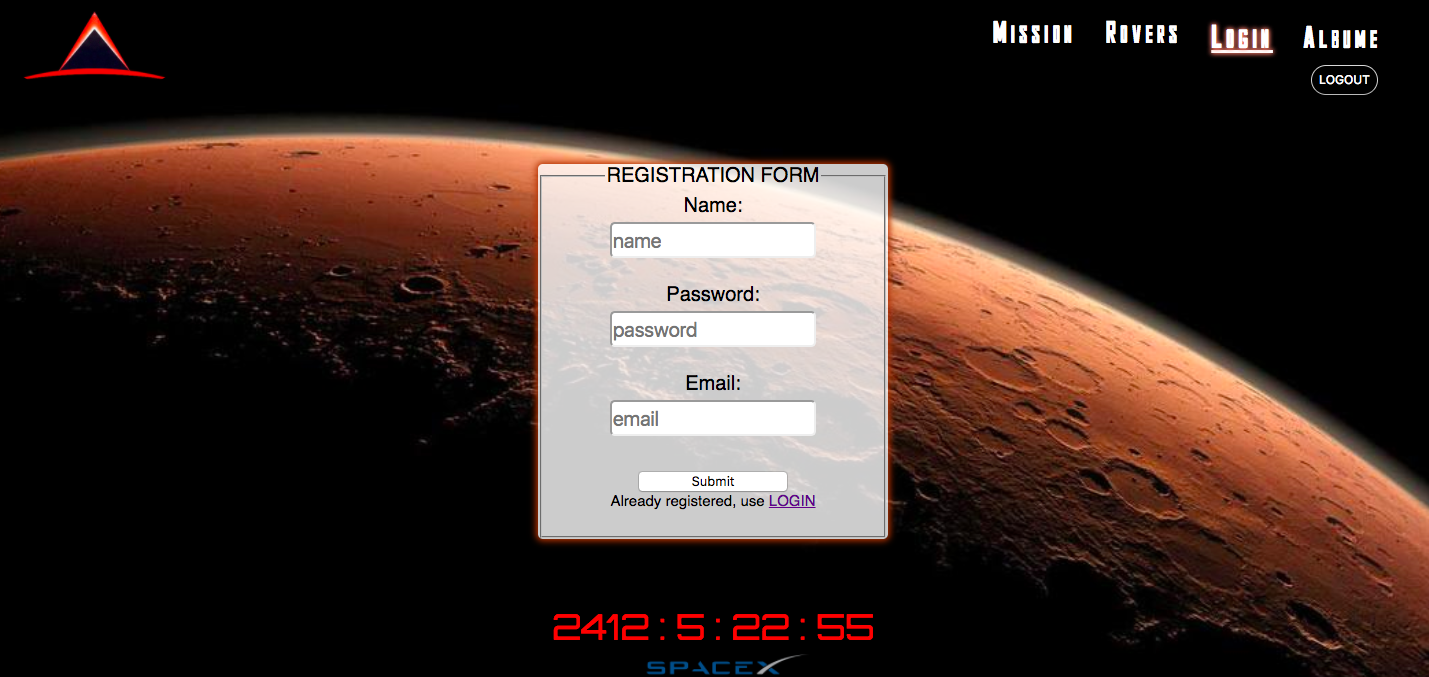 Mission Rovers Login Albume
LOGOUT
REGISTRATION FORM
Name:
name
Password:
password
Email:
email
Submit
Already registered, use LOGIN
2412 : 5 : 22 : 55
SPACEX